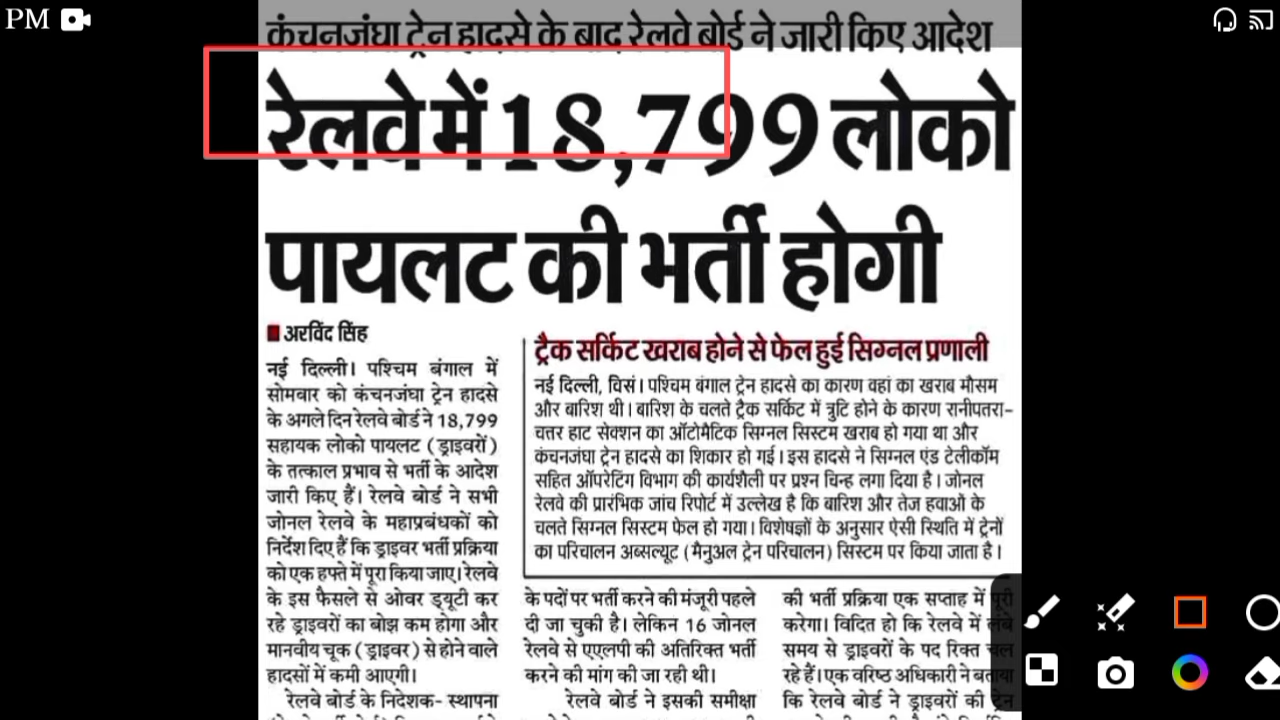 PM
कंचनजंघा ट्रेन हादसे के बाद रेलवे बोर्ड ने जारी किए आदेश
रेलवे में 18,799 लोको
पायलट की भर्ती होगी
अरविंद सिंह
नई दिल्ली। पश्चिम बंगाल में
सोमवार को कंचनजंघा ट्रेन हादसे
के अगले दिन रेलवे बोर्ड ने 18,799
सहायक लोको पायलट (ड्राइवरों)
के तत्काल प्रभाव से भर्ती के आदेश
जारी किए हैं। रेलवे बोर्ड ने सभी
जोनल रेलवे के महाप्रबंधकों को
निर्देश दिए हैं कि ड्राइवर भर्ती प्रक्रिया
को एक हफ्ते में पूरा किया जाए। रेलवे
के इस फैसले से ओवर ड्यूटी कर
रहे ड्राइवरों का बोझ कम होगा और
मानवीय चूक (ड्राइवर) से होने वाले
हादसों में कमी आएगी।
रेलवे बोर्ड के निदेशक- स्थापना
ट्रैक सर्किट खराब होने से फेल हुई सिग्नल प्रणाली
नई दिल्ली, विसं। पश्चिम बंगाल ट्रेन हादसे का कारण वहां का खराब मौसम
और बारिश थी। बारिश के चलते ट्रैक सर्किट में त्रुटि होने के कारण रानीपतरा-
चत्तर हाट सेक्शन का ऑटोमैटिक सिग्नल सिस्टम खराब हो गया था और
कंचनजंघा ट्रेन हादसे का शिकार हो गई। इस हादसे ने सिग्नल एंड टेलीकॉम
सहित ऑपरेटिंग विभाग की कार्यशैली पर प्रश्न चिन्ह लगा दिया है। जोनल
रेलवे की प्रारंभिक जांच रिपोर्ट में उल्लेख है कि बारिश और तेज हवाओं के
चलते सिग्नल सिस्टम फेल हो गया। विशेषज्ञों के अनुसार ऐसी स्थिति में ट्रेनों
का परिचालन अब्सल्यूट (मैनुअल ट्रेन परिचालन) सिस्टम पर किया जाता है।
के पदों पर भर्ती करने की मंजूरी पहले
दी जा चुकी है। लेकिन 16 जोनल
रेलवे से एएलपी की अतिरिक्त भर्ती
करने की मांग की जा रही थी।
रेलवे बोर्ड ने इसकी समीक्षा
की भर्ती प्रक्रिया एक सप्ताह में पूरी
करेगा। विदित हो कि रेलवे में लंबे
समय से ड्राइवरों के पद रिक्त चल
रहे हैं। एक वरिष्ठ अधिकारी ने बताया
कि रेलवे बोर्ड ने ड्राइवरों की ट्रेन